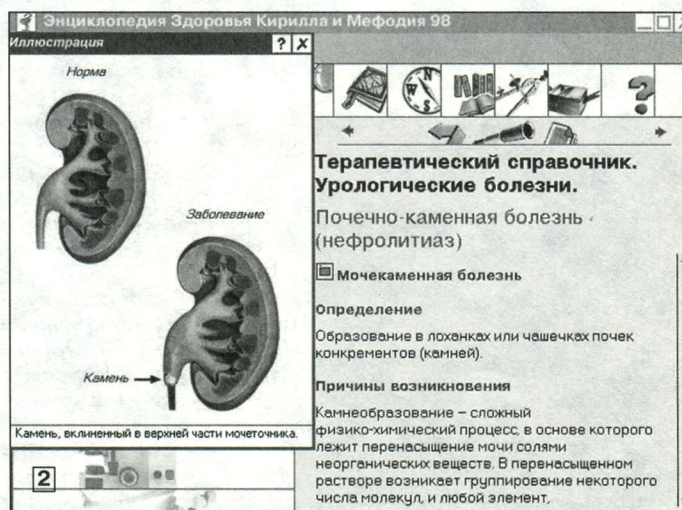 Энциклопедия Здоровья Кирилла и Мефодия 98
Иллюстрация
? X
Норма
Заболевание
Камень
Камень, вклиненный в верхней части мочеточника.
2
N
W
S
?
Терапевтический справочник.
Урологические болезни.
Почечно-каменная болезнь
(нефролитиаз)
Мочекаменная болезнь
Определение
Образование в лоханках или чашечках почек
конкрементов (камней).
Причины возникновения
Камнеобразование – сложный
физико-химический процесс, в основе которого
лежит перенасыщение мочи солями
неорганических веществ. В перенасыщенном
растворе возникает группирование некоторого
числа молекул, и любой элемент,